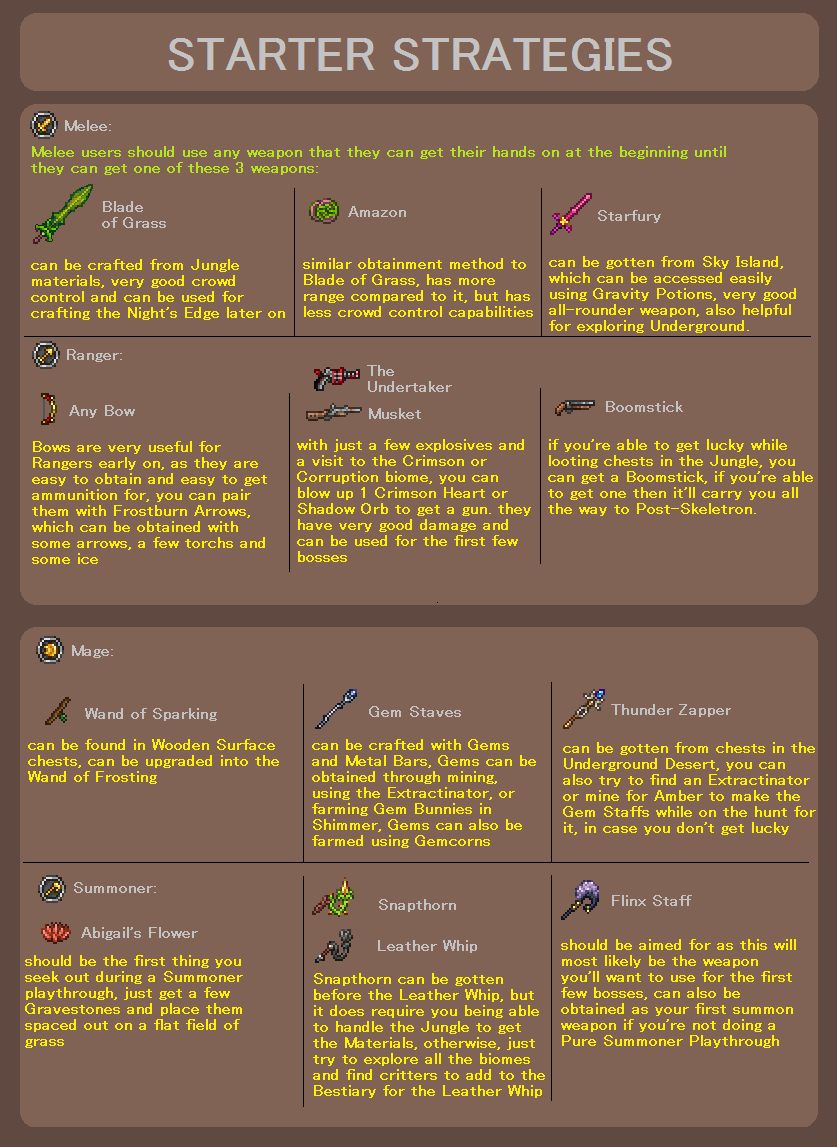 STARTER STRATEGIES
Melee:
Melee users should use any weapon that they can get their hands on at the beginning until
they can get one of these 3 weapons:
Blade
of Grass
can be crafted from Jungle
materials, very good crowd
control and can be used for
crafting the Night's Edge later on
Amazon
similar obtainment method to
Blade of Grass, has more
range compared to it, but has
less crowd control capabilities
Starfury
can be gotten from Sky Island,
which can be accessed easily
using Gravity Potions, very good
all-rounder weapon, also helpful
for exploring Underground.
Ranger:
Any Bow
Bows are very useful for
Rangers early on, as they are
easy to obtain and easy to get
ammunition for, you can pair
them with Frostburn Arrows,
which can be obtained with
some arrows, a few torchs and
some ice
The
Undertaker
Musket
with just a few explosives and
a visit to the Crimson or
Corruption biome, you can
blow up 1 Crimson Heart or
Shadow Orb to get a gun. they
have very good damage and
can be used for the first few
bosses
Boomstick
if you're able to get lucky while
looting chests in the Jungle, you
can get a Boomstick, if you're able
to get one then it'll carry you all
the way to Post-Skeletron.
Mage:
Wand of Sparking
can be found in Wooden Surface
chests, can be upgraded into the
Wand of Frosting
Gem Staves
can be crafted with Gems
and Metal Bars, Gems can be
obtained through mining,
using the Extractinator, or
farming Gem Bunnies in
Shimmer, Gems can also be
farmed using Gemcorns
Thunder Zapper
can be gotten from chests in the
Underground Desert, you can
also try to find an Extractinator
or mine for Amber to make the
Gem Staffs while on the hunt for
it, in case you don't get lucky
Summoner:
Abigail's Flower
should be the first thing you
seek out during a Summoner
playthrough, just get a few
Gravestones and place them
spaced out on a flat field of
grass
Snapthorn
Leather Whip
Snapthorn can be gotten
before the Leather Whip, but
it does require you being able
to handle the Jungle to get
the Materials, otherwise, just
try to explore all the biomes
and find critters to add to the
Bestiary for the Leather Whip
Flinx Staff
should be aimed for as this will
most likely be the weapon
you'll want to use for the first
few bosses, can also be
obtained as your first summon
weapon if you're not doing a
Pure Summoner Playthrough